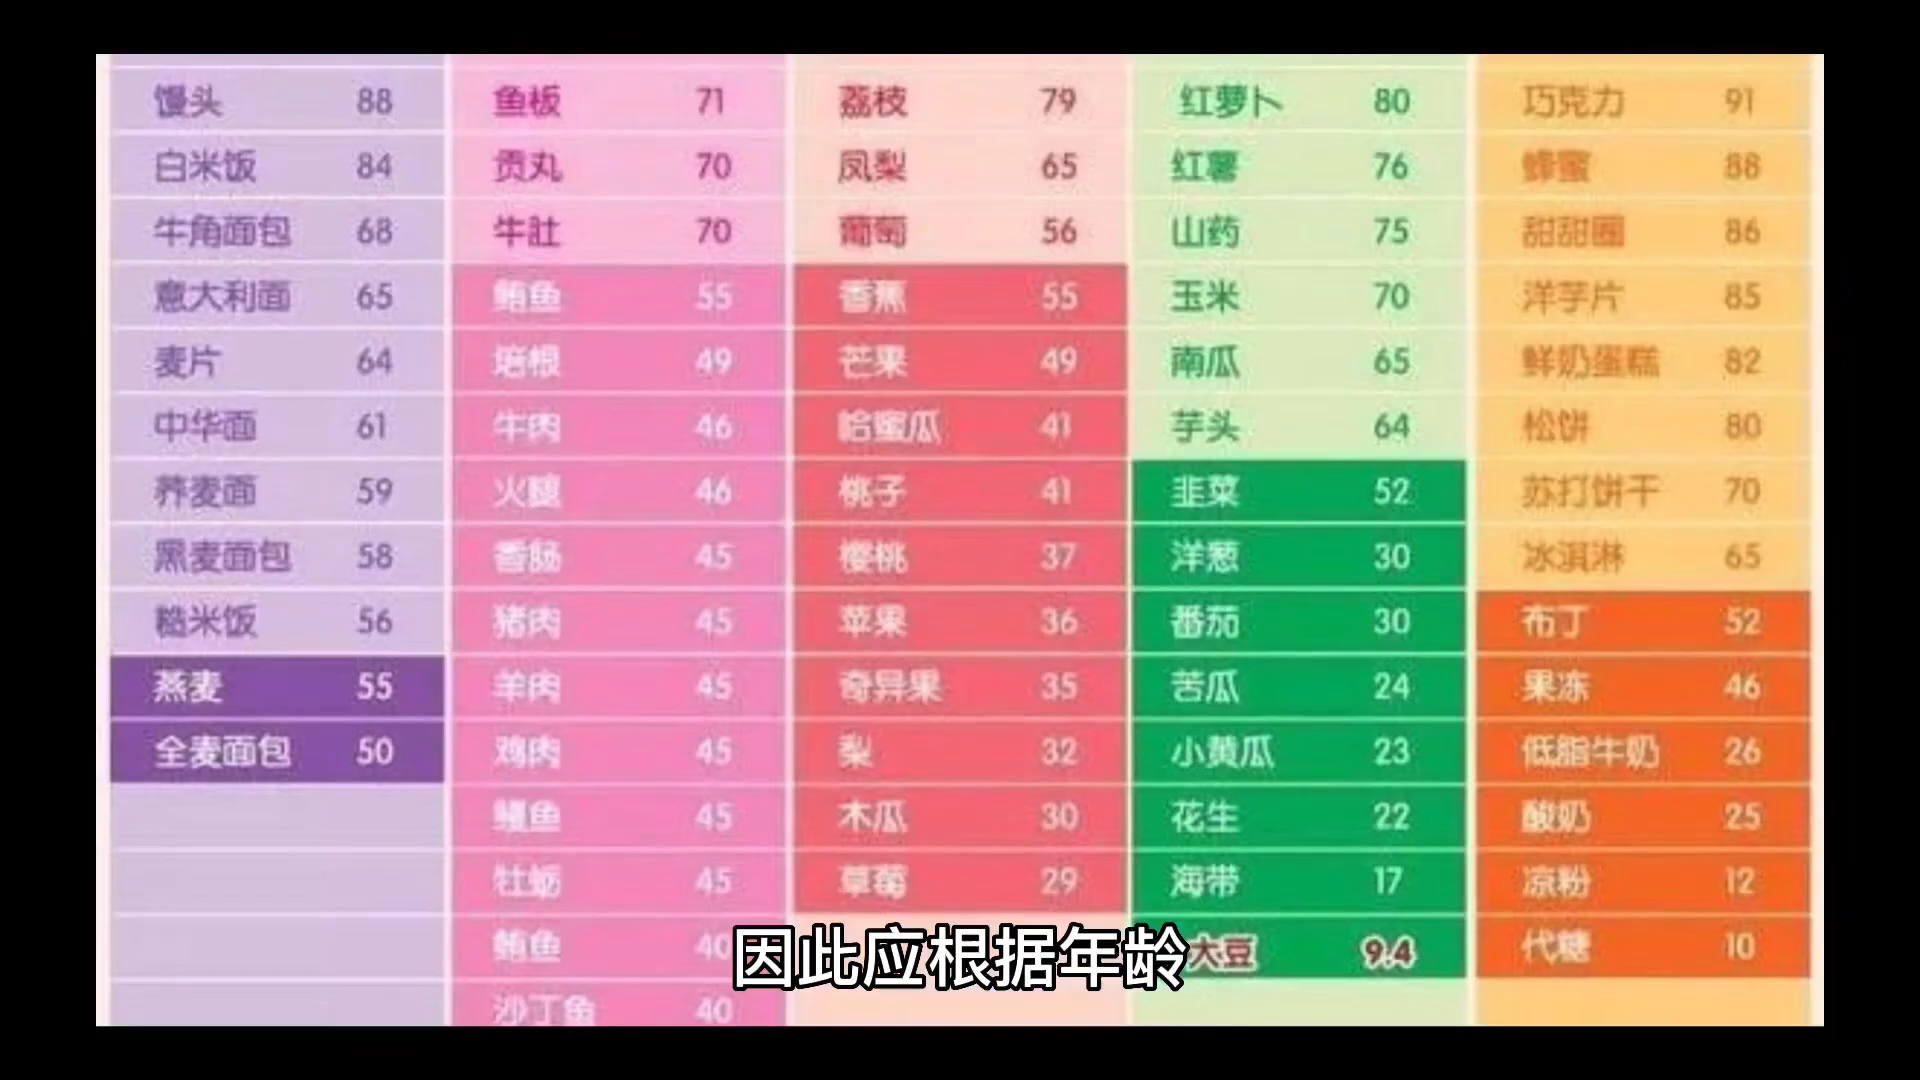 馒头 88 鱼板 71 荔枝 79 红萝卜 80 巧克力 91
白米饭 84 贡丸 70 凤梨 65 红薯 76 蜂蜜 88
牛角面包 68 牛肚 70 葡萄 56 山药 75 甜甜圈 86
意大利面 65 鲔鱼 55 香蕉 55 玉米 70 洋芋片 85
麦片 64 培根 49 芒果 49 南瓜 65 鲜奶蛋糕 82
中华面 61 牛肉 46 哈蜜瓜 41 芋头 64 松饼 80
荞麦面 59 火腿 46 桃子 41 韭菜 52 苏打饼干 70
黑麦面包 58 香肠 45 樱桃 37 洋葱 30 冰淇淋 65
糙米饭 56 猪肉 45 苹果 36 番茄 30 布丁 52
燕麦 55 羊肉 45 奇异果 35 苦瓜 24 果冻 46
全麦面包 50 鸡肉 45 梨 32 小黄瓜 23 低脂牛奶 26
鳗鱼 45 木瓜 30 花生 22 酸奶 25
牡蛎 45 草莓 29 海带 17 凉粉 12
鲔鱼 40 大豆 9.4 代糖 10
因此应根据年龄
沙丁鱼 40